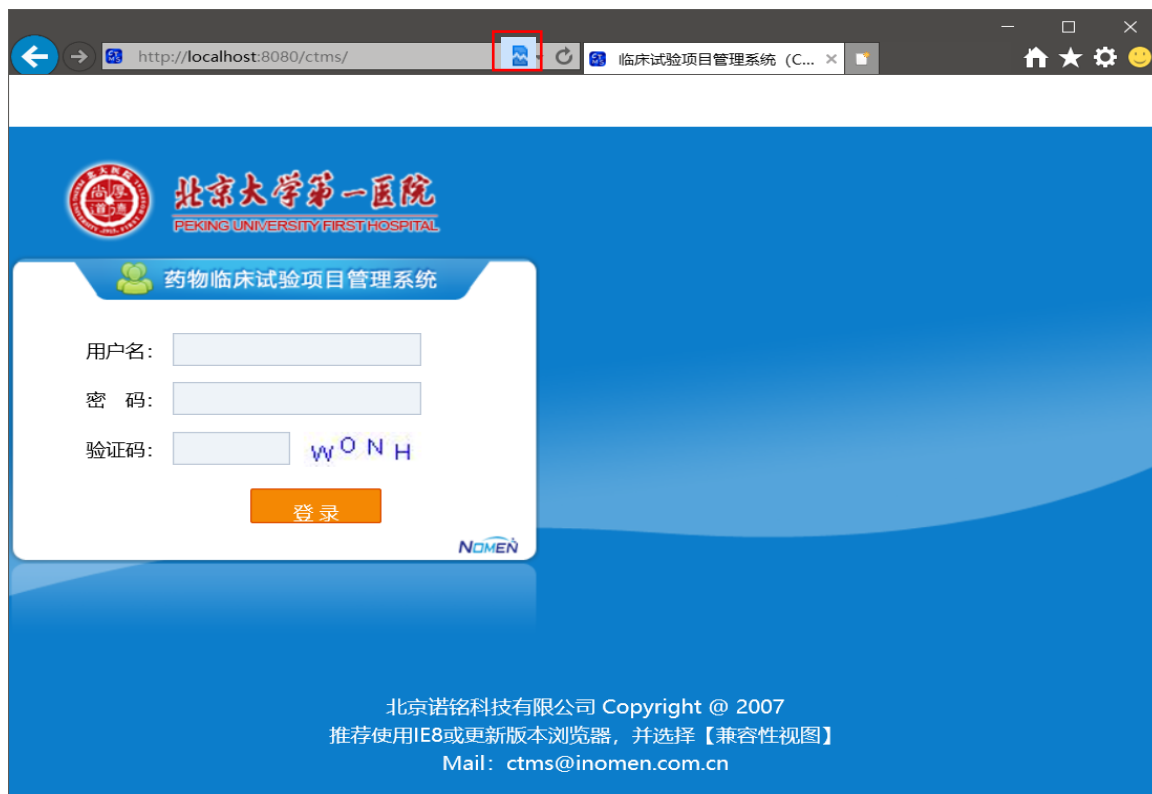 http://localhost:8080/ctms/
临床试验项目管理系统 (C...
北京大学第一医院
PEKING UNIVERSITY FIRST HOSPITAL
药物临床试验项目管理系统
用户名：
密 码：
验证码：
WONH
登 录
NOMEN
北京诺铭科技有限公司 Copyright @ 2007
推荐使用IE8或更新版本浏览器，并选择【兼容性视图】
Mail：ctms@inomen.com.cn